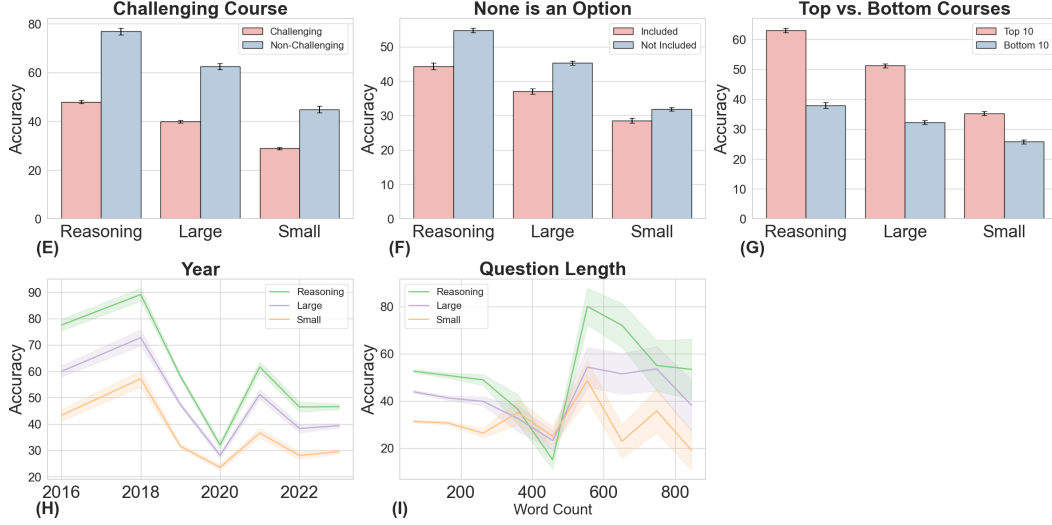 Challenging Course
80
60
40
20
0
Accuracy
Challenging
Non-Challenging
Reasoning Large Small
(E)
None is an Option
50
40
30
20
10
0
Accuracy
Included
Not Included
Reasoning Large Small
(F)
Top vs. Bottom Courses
60
50
40
30
20
10
0
Accuracy
Top 10
Bottom 10
Reasoning Large Small
(G)
Year
90
80
70
60
50
40
30
20
Accuracy
Reasoning
Large
Small
2016 2018 2020 2022
(H)
Question Length
80
60
40
20
Accuracy
Reasoning
Large
Small
200 400 600 800
Word Count
(I)